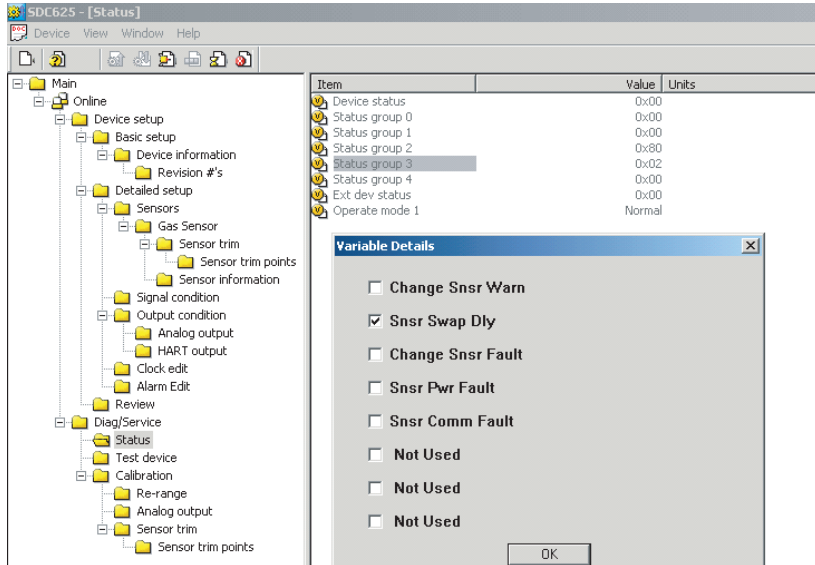 SDC625 - [Status]
Device View Window Help
Main
Online
Device setup
Basic setup
Device information
Revision #'s
Detailed setup
Sensors
Gas Sensor
Sensor trim
Sensor trim points
Sensor information
Signal condition
Output condition
Analog output
HART output
Clock edit
Alarm Edit
Review
Diag/Service
Status
Test device
Calibration
Re-range
Analog output
Sensor trim
Sensor trim points
Item Value Units
Device status 0x00
Status group 0 0x00
Status group 1 0x00
Status group 2 0x80
Status group 3 0x02
Status group 4 0x00
Ext dev status 0x00
Operate mode 1 Normal
Variable Details
Change Snsr Warn
Snsr Swap Dly
Change Snsr Fault
Snsr Pwr Fault
Snsr Comm Fault
Not Used
Not Used
Not Used
OK